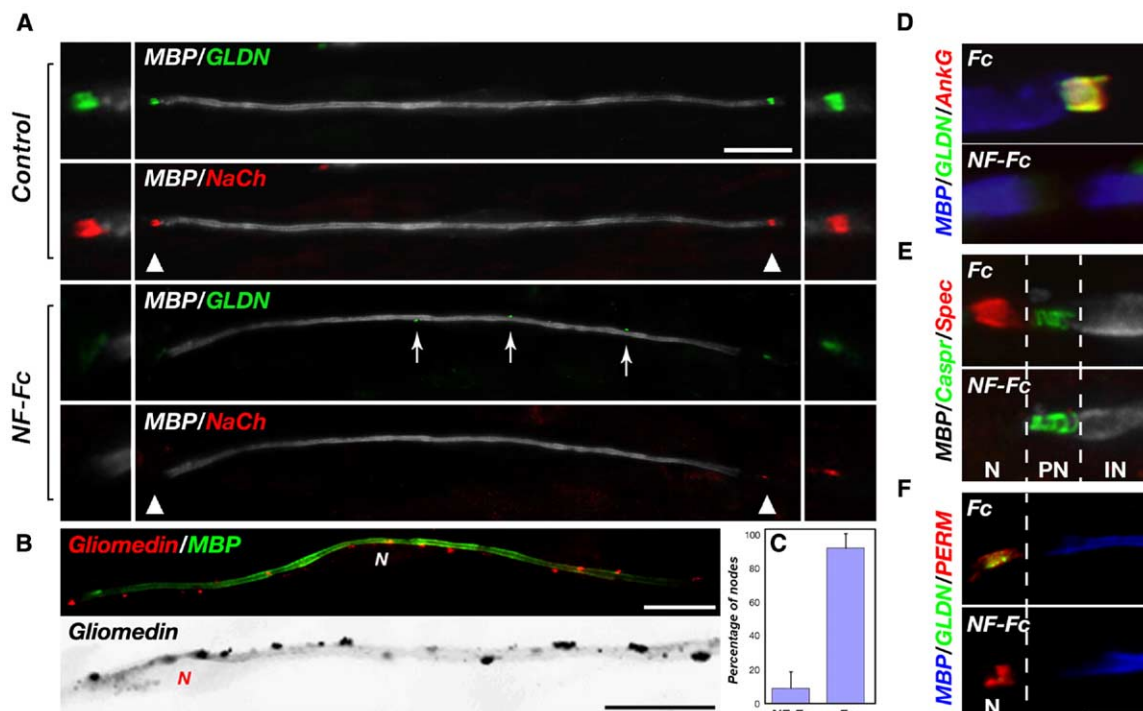 A
Control
MBP/GLDN
MBP/NaCh
NF-Fc
MBP/GLDN
MBP/NaCh
B
Gliomedin/MBP
N
Gliomedin
N
C
Percentage of nodes
100
80
60
40
20
0
D
MBP/GLDN/AnkG
Fc
NF-Fc
E
MBP/Caspr/Spec
Fc
NF-Fc
N PN IN
F
MBP/GLDN/PERM
Fc
NF-Fc
N